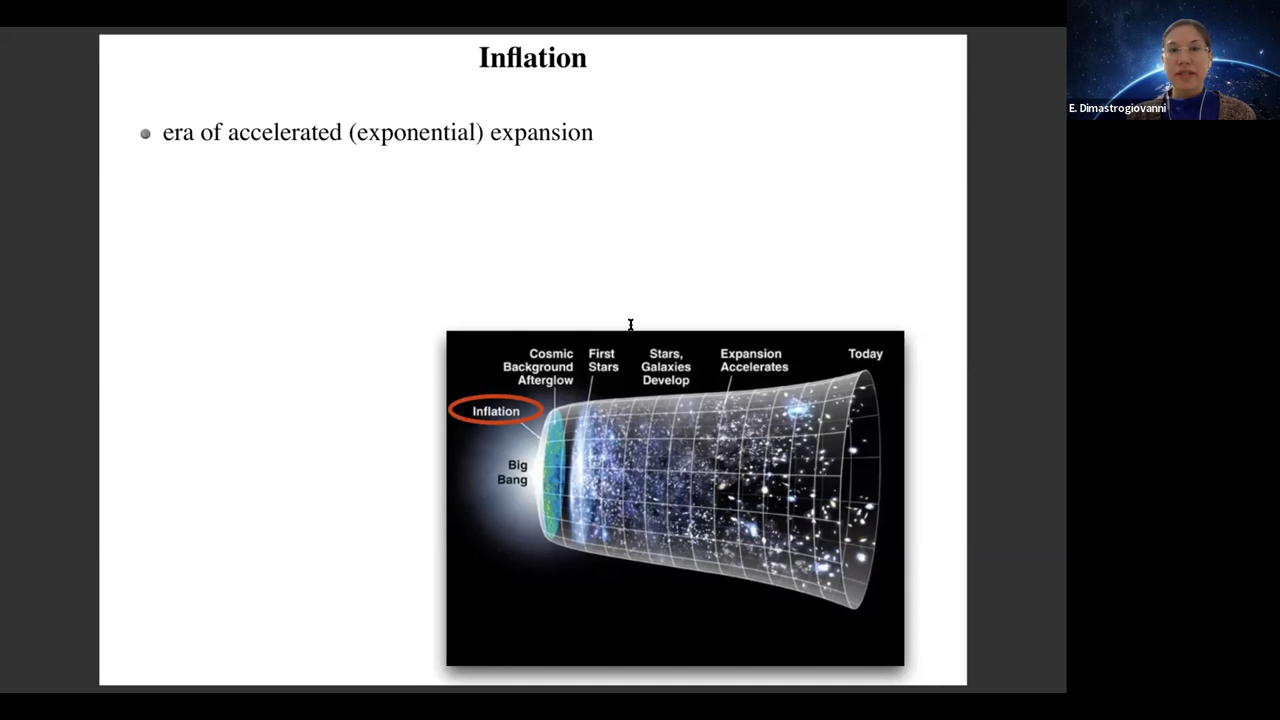 Inflation
era of accelerated (exponential) expansion
Cosmic
Background
Afterglow
First
Stars
Stars,
Galaxies
Develop
Expansion
Accelerates
Today
Inflation
Big
Bang
E. Dimastrogiovanni